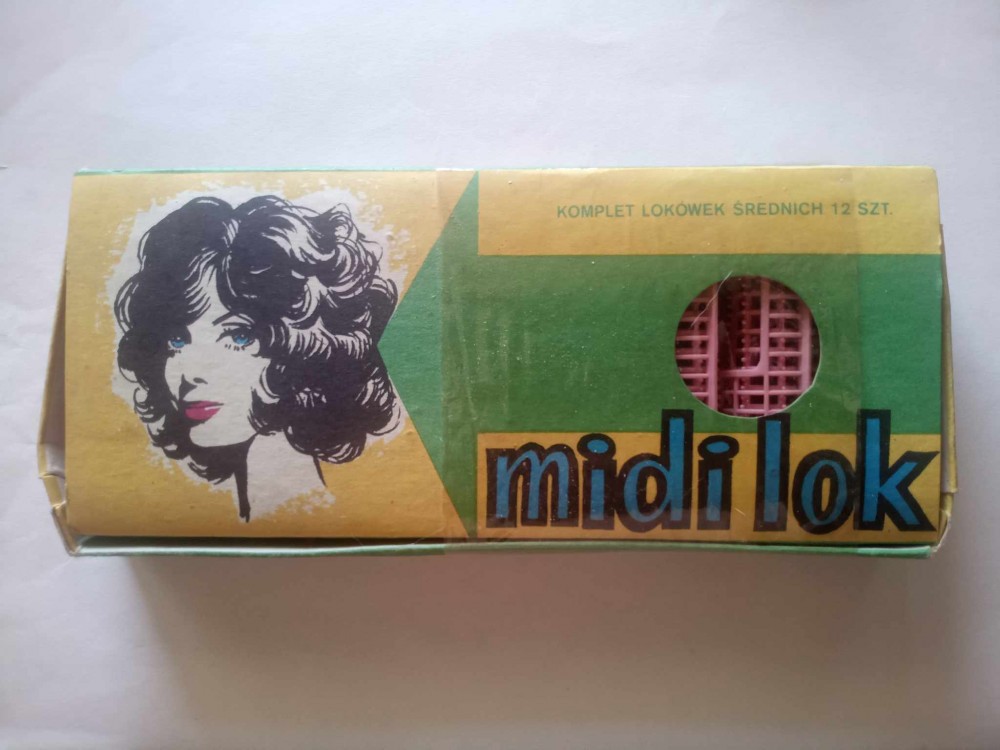 KOMPLET LOKÓWEK ŚREDNICH 12 SZT.
midi lok